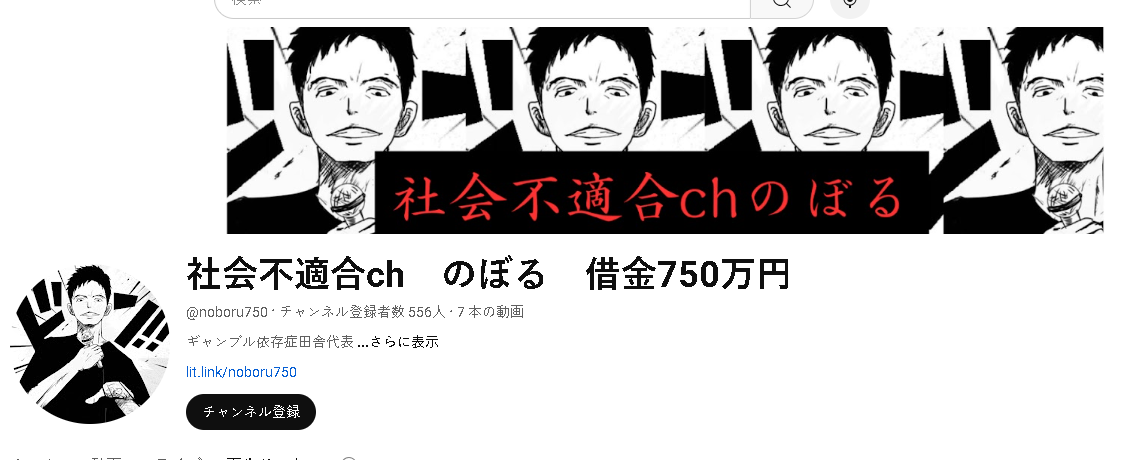 検索
社会不適合chのぼる
社会不適合ch　のぼる　借金750万円
@noboru750・チャンネル登録者数 556人・7 本の動画
ギャンブル依存症田舎代表 ...さらに表示
lit.link/noboru750
チャンネル登録